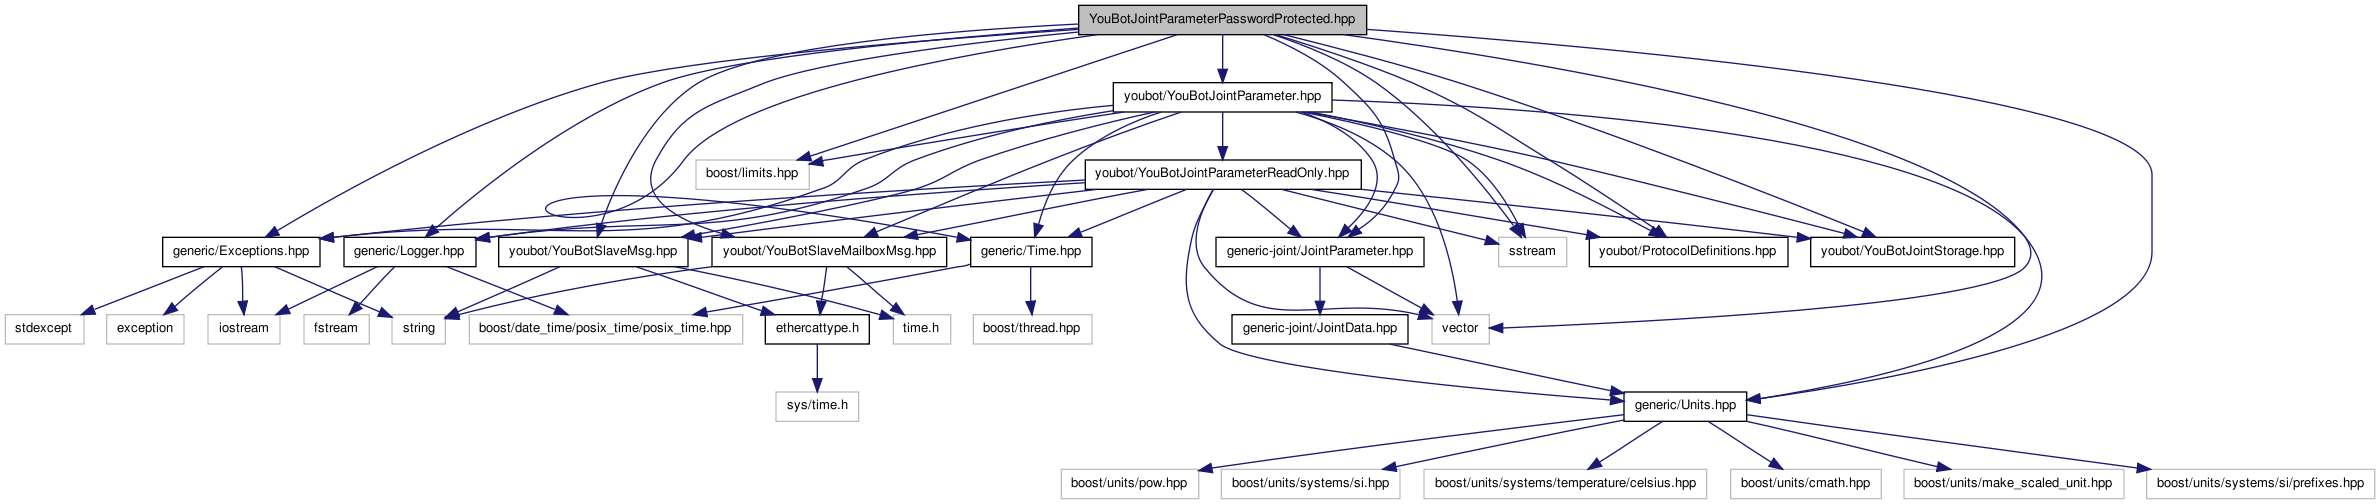 YouBotJointParameterPasswordProtected.hpp
youbot/YouBotJointParameter.hpp
boost/limits.hpp
youbot/YouBotJointParameterReadOnly.hpp
generic/Exceptions.hpp
generic/Logger.hpp
youbot/YouBotSlaveMsg.hpp
youbot/YouBotSlaveMailboxMsg.hpp
generic/Time.hpp
generic-joint/JointParameter.hpp
sstream
youbot/ProtocolDefinitions.hpp
youbot/YouBotJointStorage.hpp
stdexcept
exception
iostream
fstream
string
boost/date_time/posix_time/posix_time.hpp
ethercattype.h
time.h
boost/thread.hpp
generic-joint/JointData.hpp
vector
sys/time.h
generic/Units.hpp
boost/units/pow.hpp
boost/units/systems/si.hpp
boost/units/systems/temperature/celsius.hpp
boost/units/cmath.hpp
boost/units/make_scaled_unit.hpp
boost/units/systems/si/prefixes.hpp